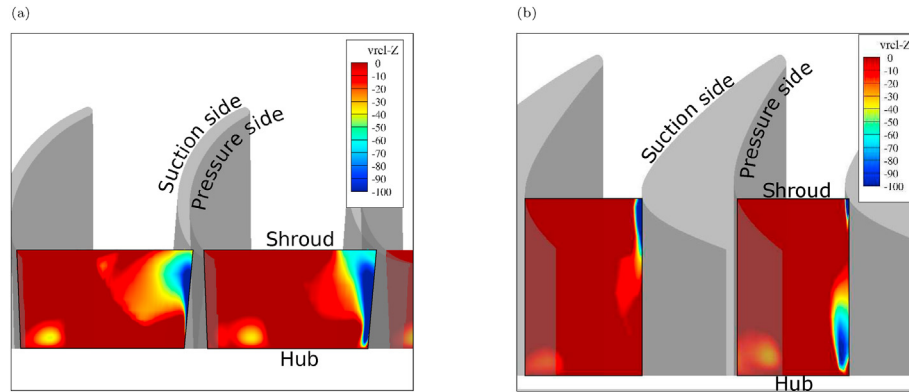 (a)
vrel-Z
0
-10
-20
-30
-40
-50
-60
-70
-80
-90
-100
Suction side
Pressure side
Shroud
Hub
(b)
vrel-Z
0
-10
-20
-30
-40
-50
-60
-70
-80
-90
-100
Suction side
Pressure side
Shroud
Hub